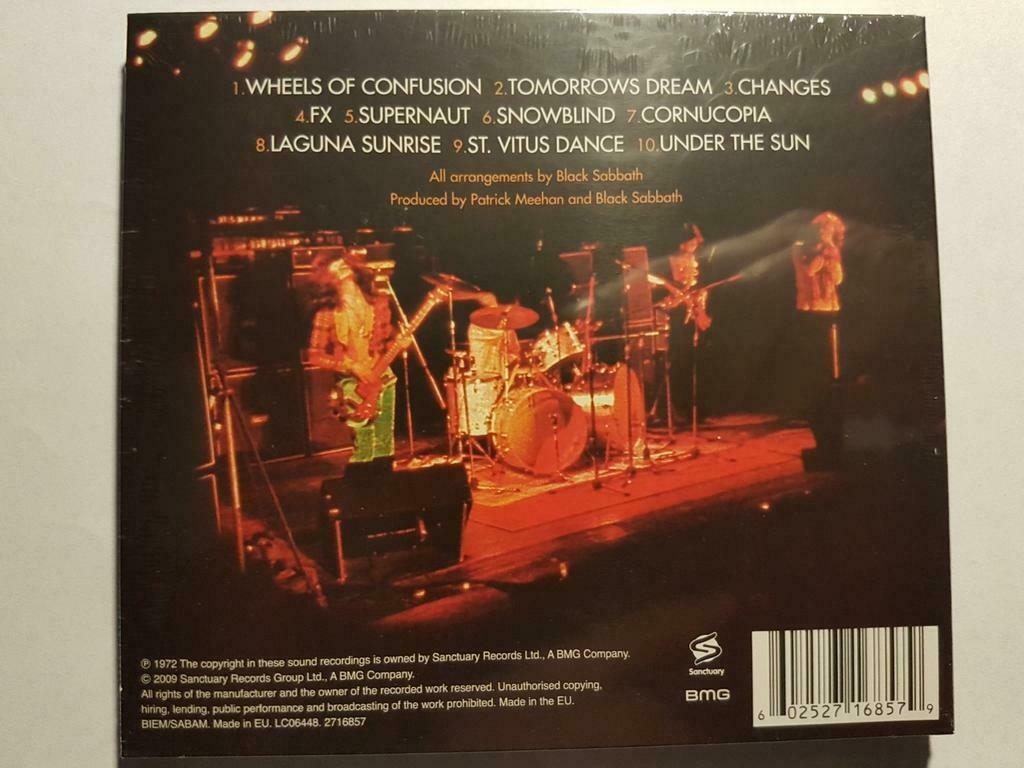 1.WHEELS OF CONFUSION 2.TOMORROWS DREAM 3.CHANGES
4.FX 5.SUPERNAUT 6.SNOWBLIND 7.CORNUCOPIA
8.LAGUNA SUNRISE 9.ST. VITUS DANCE 10.UNDER THE SUN
All arrangements by Black Sabbath
Produced by Patrick Meehan and Black Sabbath
℗ 1972 The copyright in these sound recordings is owned by Sanctuary Records Ltd., A BMG Company.
© 2009 Sanctuary Records Group Ltd., A BMG Company.
All rights of the manufacturer and the owner of the recorded work reserved. Unauthorised copying,
hiring, lending, public performance and broadcasting of the work prohibited. Made in the EU.
BIEM/SABAM. Made in EU. LC06448. 2716857
Sanctuary
BMG
6 02527 16857 9